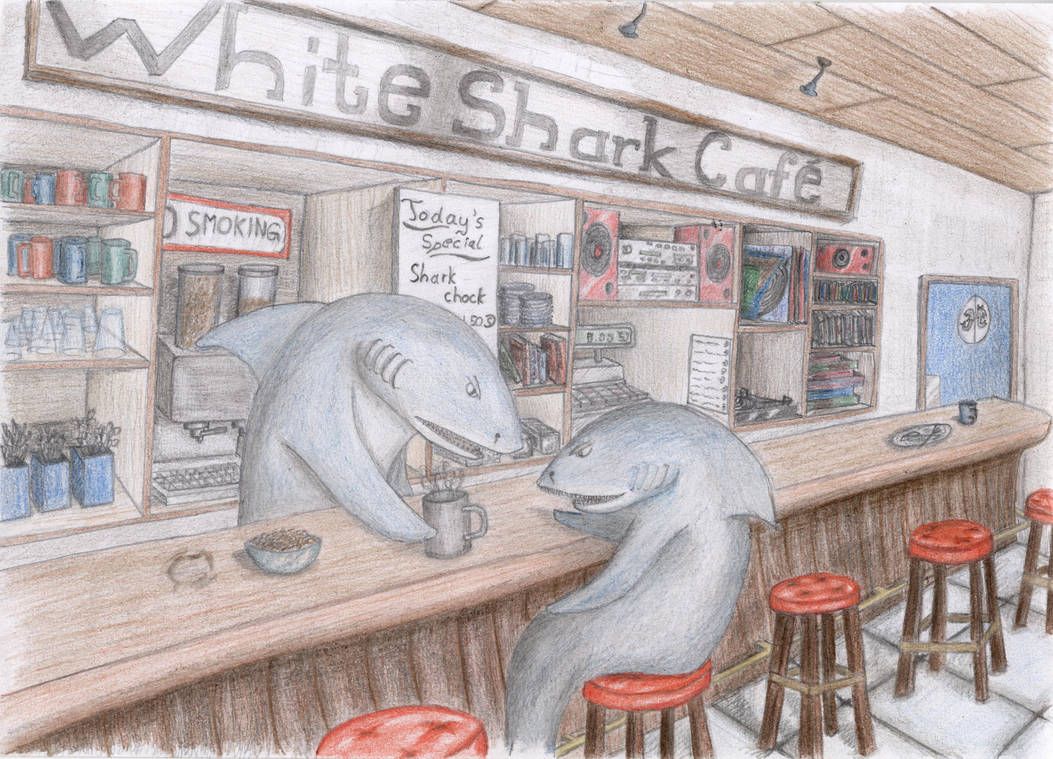 White Shark Café
SMOKING
Today's
Special
Shark
chock